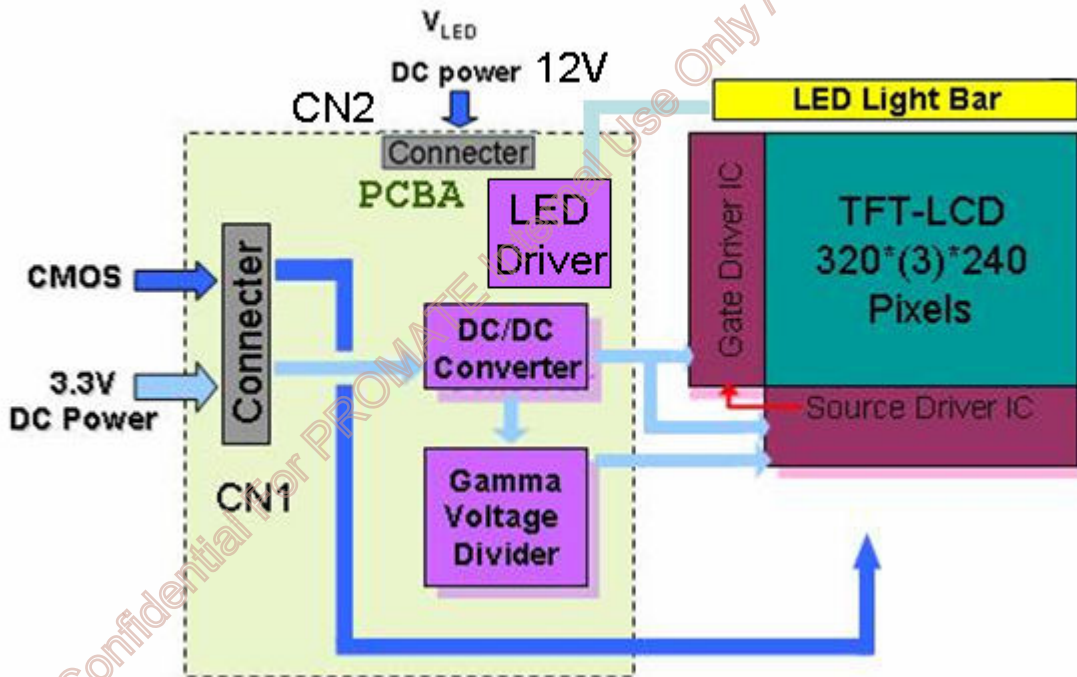 V LED
DC power 12V
CN2
LED Light Bar
Connecter
PCBA
LED
Driver
Gate Driver IC
TFT-LCD
320*(3)*240
Pixels
CMOS
Connecter
DC/DC
Converter
3.3V
DC Power
Source Driver IC
CN1
Gamma
Voltage
Divider
Confidential for PROMATE Internal Use Only /